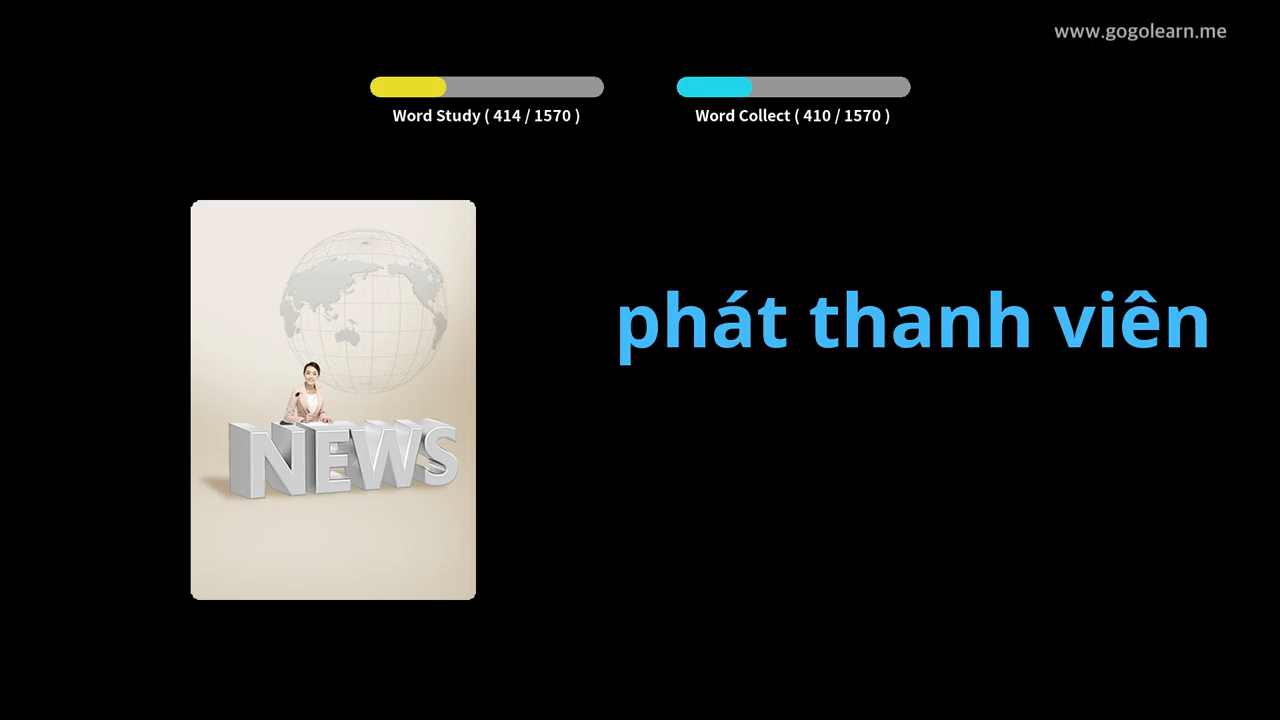 www.gogolearn.me
Word Study ( 414 / 1570 )
Word Collect ( 410 / 1570 )
phát thanh viên
NEWS